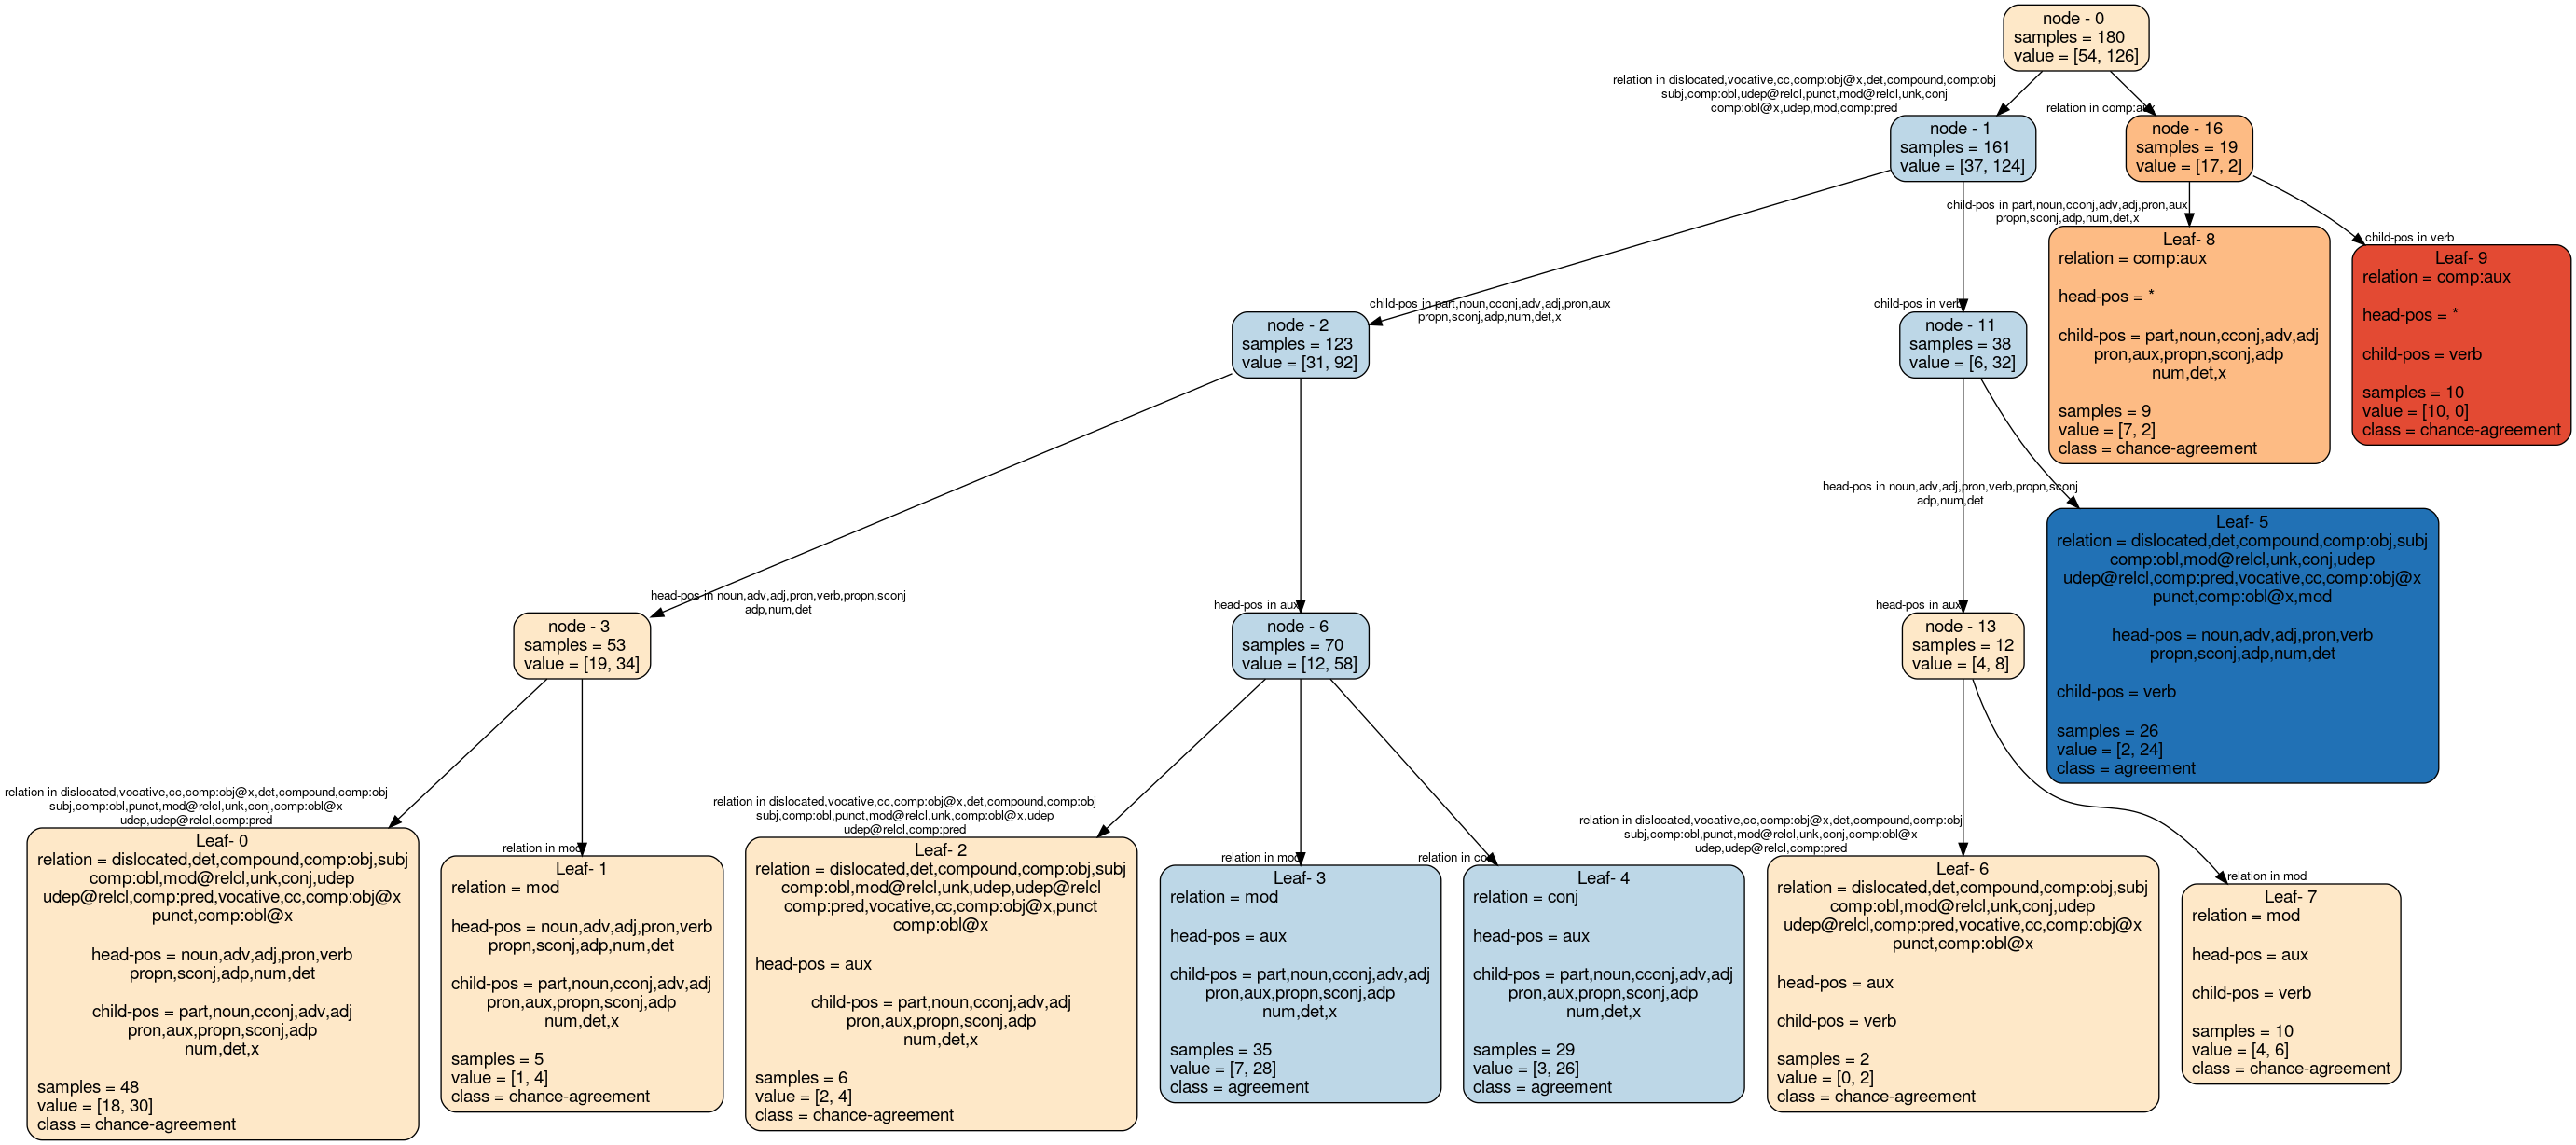 node - 0
samples = 180
value = [54, 126]
relation in dislocated,vocative,cc,comp:obj@x,det,compound,comp:obj
subj,comp:obl,udep@relcl,punct,mod@relcl,unk,conj
comp:obl@x,udep,mod,comp:pred
relation in comp:aux
node - 1
samples = 161
value = [37, 124]
node - 16
samples = 19
value = [17, 2]
child-pos in part,noun,cconj,adv,adj,pron,aux
propn,sconj,adp,num,det,x
child-pos in verb
Leaf- 8
relation = comp:aux
head-pos = *
child-pos = part,noun,cconj,adv,adj
pron,aux,propn,sconj,adp
num,det,x
samples = 9
value = [7, 2]
class = chance-agreement
Leaf- 9
relation = comp:aux
head-pos = *
child-pos = verb
samples = 10
value = [10, 0]
class = chance-agreement
child-pos in part,noun,cconj,adv,adj,pron,aux
propn,sconj,adp,num,det,x
child-pos in verb
node - 2
samples = 123
value = [31, 92]
node - 11
samples = 38
value = [6, 32]
head-pos in noun,adv,adj,pron,verb,propn,sconj
adp,num,det
Leaf- 5
relation = dislocated,det,compound,comp:obj,subj
comp:obl,mod@relcl,unk,conj,udep
udep@relcl,comp:pred,vocative,cc,comp:obj@x
punct,comp:obl@x,mod
head-pos = noun,adv,adj,pron,verb
propn,sconj,adp,num,det
child-pos = verb
samples = 26
value = [2, 24]
class = agreement
head-pos in noun,adv,adj,pron,verb,propn,sconj
adp,num,det
head-pos in aux
head-pos in aux
node - 3
samples = 53
value = [19, 34]
node - 6
samples = 70
value = [12, 58]
node - 13
samples = 12
value = [4, 8]
relation in dislocated,vocative,cc,comp:obj@x,det,compound,comp:obj
subj,comp:obl,punct,mod@relcl,unk,conj,comp:obl@x
udep,udep@relcl,comp:pred
relation in mod
relation in dislocated,vocative,cc,comp:obj@x,det,compound,comp:obj
subj,comp:obl,punct,mod@relcl,unk,comp:obl@x,udep
udep@relcl,comp:pred
relation in mod
relation in conj
relation in dislocated,vocative,cc,comp:obj@x,det,compound,comp:obj
subj,comp:obl,punct,mod@relcl,unk,conj,comp:obl@x
udep,udep@relcl,comp:pred
relation in mod
Leaf- 0
relation = dislocated,det,compound,comp:obj,subj
comp:obl,mod@relcl,unk,conj,udep
udep@relcl,comp:pred,vocative,cc,comp:obj@x
punct,comp:obl@x
head-pos = noun,adv,adj,pron,verb
propn,sconj,adp,num,det
child-pos = part,noun,cconj,adv,adj
pron,aux,propn,sconj,adp
num,det,x
samples = 48
value = [18, 30]
class = chance-agreement
Leaf- 1
relation = mod
head-pos = noun,adv,adj,pron,verb
propn,sconj,adp,num,det
child-pos = part,noun,cconj,adv,adj
pron,aux,propn,sconj,adp
num,det,x
samples = 5
value = [1, 4]
class = chance-agreement
Leaf- 2
relation = dislocated,det,compound,comp:obj,subj
comp:obl,mod@relcl,unk,udep,udep@relcl
comp:pred,vocative,cc,comp:obj@x,punct
comp:obl@x
head-pos = aux
child-pos = part,noun,cconj,adv,adj
pron,aux,propn,sconj,adp
num,det,x
samples = 6
value = [2, 4]
class = chance-agreement
Leaf- 3
relation = mod
head-pos = aux
child-pos = part,noun,cconj,adv,adj
pron,aux,propn,sconj,adp
num,det,x
samples = 35
value = [7, 28]
class = agreement
Leaf- 4
relation = conj
head-pos = aux
child-pos = part,noun,cconj,adv,adj
pron,aux,propn,sconj,adp
num,det,x
samples = 29
value = [3, 26]
class = agreement
Leaf- 6
relation = dislocated,det,compound,comp:obj,subj
comp:obl,mod@relcl,unk,conj,udep
udep@relcl,comp:pred,vocative,cc,comp:obj@x
punct,comp:obl@x
head-pos = aux
child-pos = verb
samples = 2
value = [0, 2]
class = chance-agreement
Leaf- 7
relation = mod
head-pos = aux
child-pos = verb
samples = 10
value = [4, 6]
class = chance-agreement